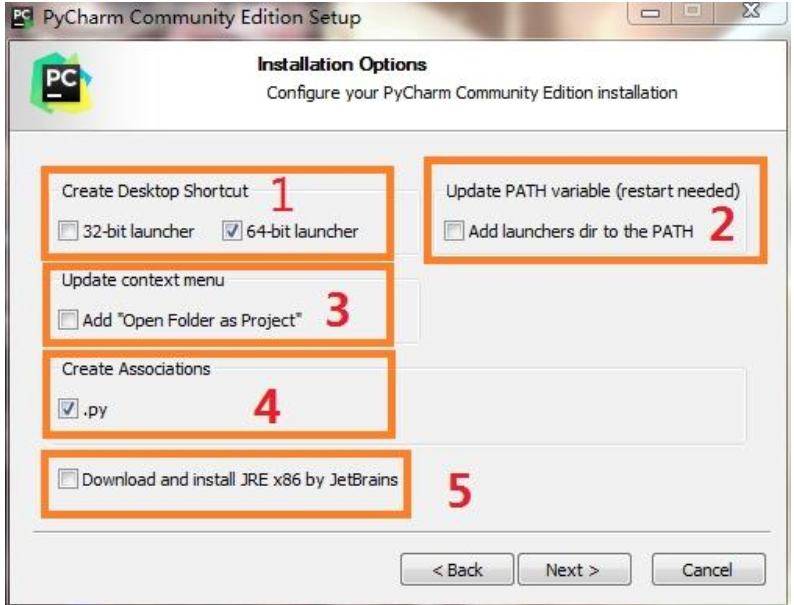 PyCharm Community Edition Setup
PC
Installation Options
Configure your PyCharm Community Edition installation
Create Desktop Shortcut 1
32-bit launcher 64-bit launcher
Update PATH variable (restart needed)
Add launchers dir to the PATH 2
Update context menu
Add "Open Folder as Project" 3
Create Associations
.py 4
Download and install JRE x86 by JetBrains 5
< Back Next > Cancel